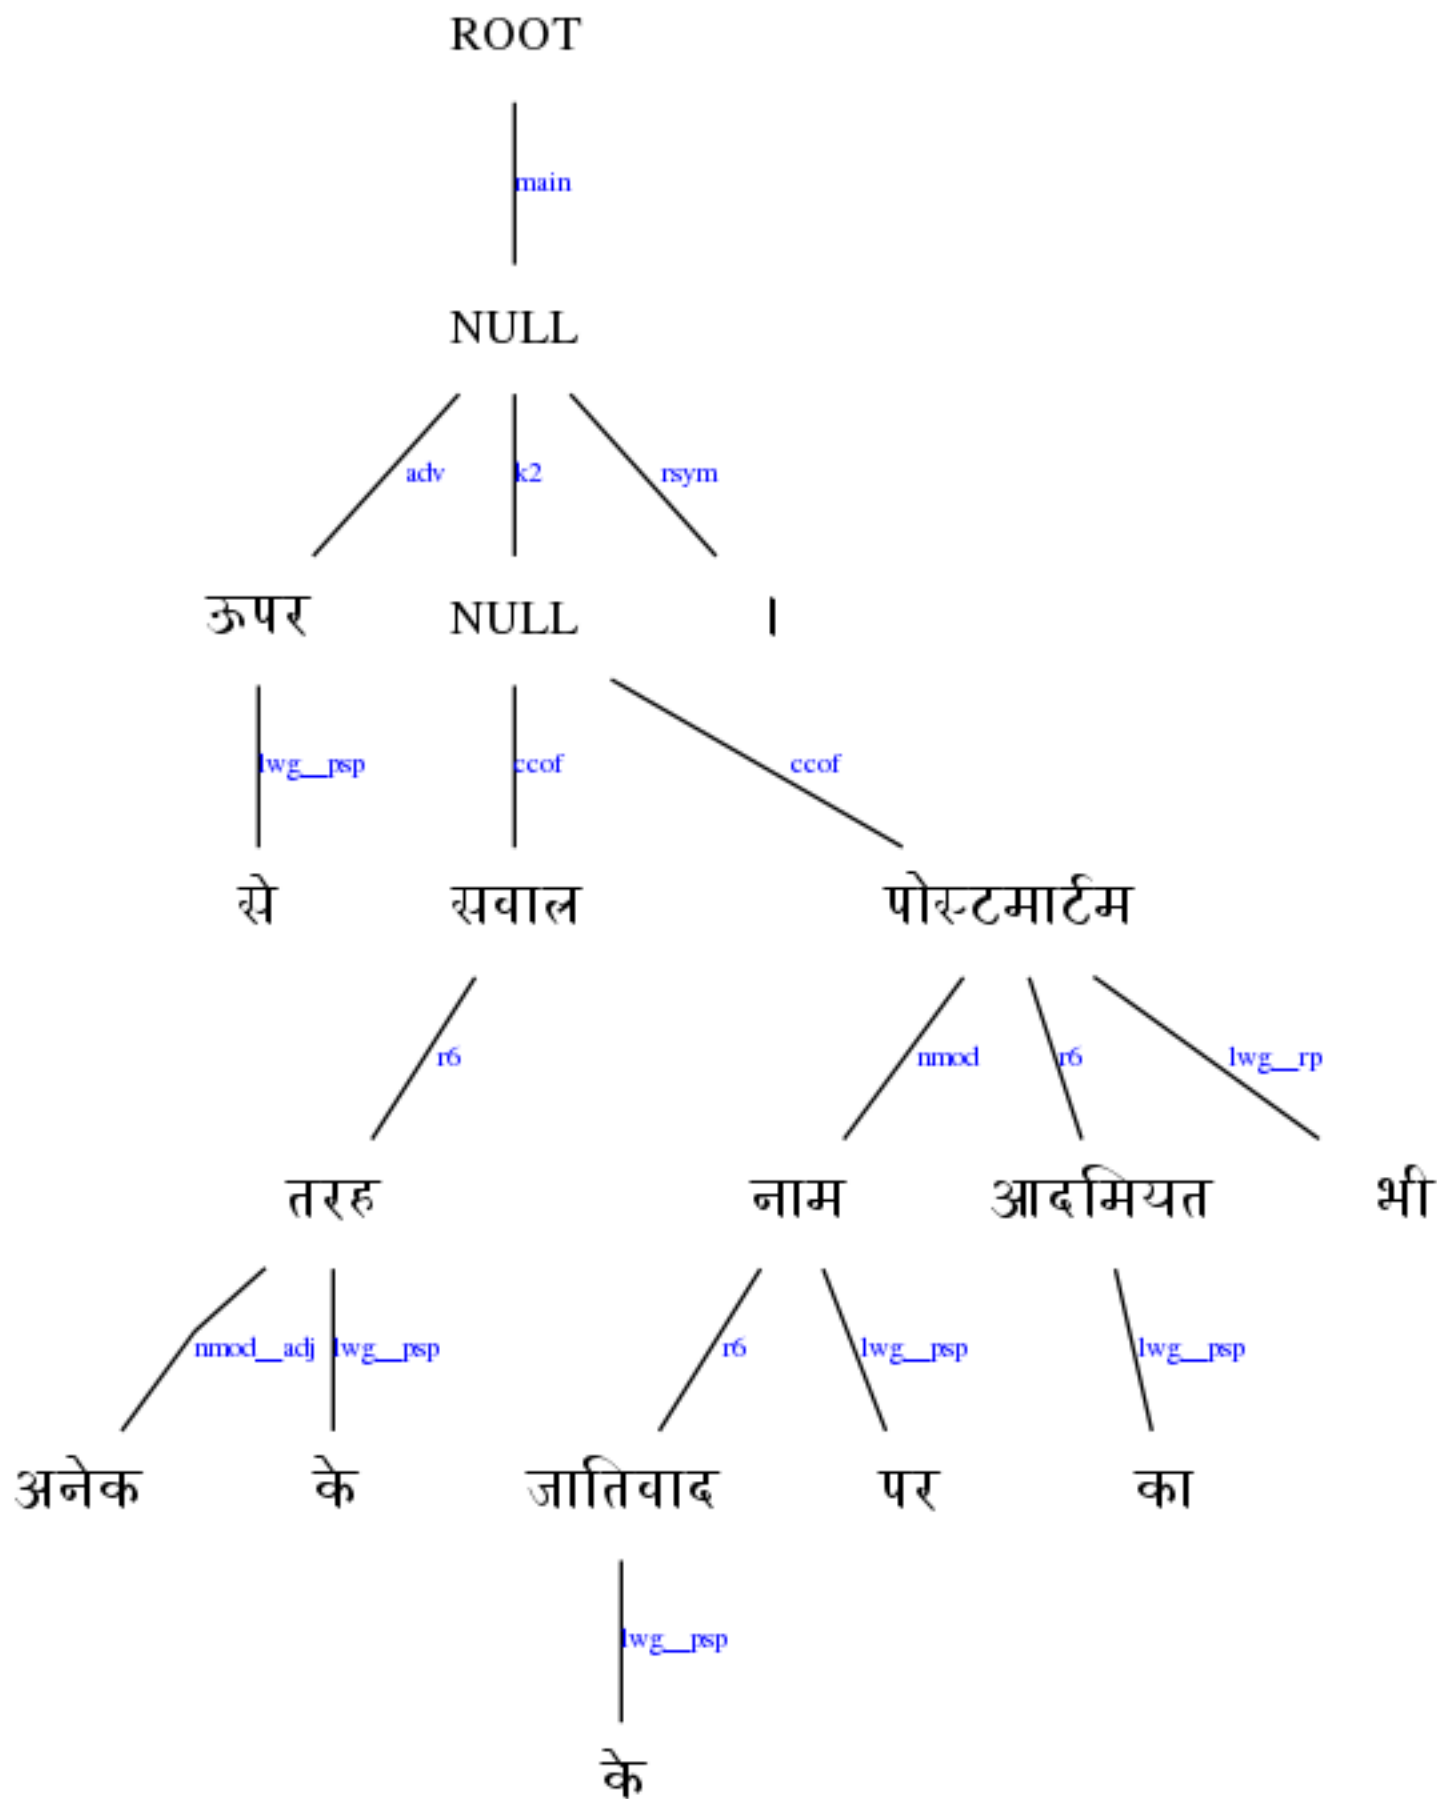 ROOT
main
NULL
adv k2 rsym
ऊपर NULL ।
lwg__psp ccof ccof
से सवाल पोस्टमार्टम
r6 nmod r6 lwg__rp
तरह नाम आदमियत भी
nmod__adj lwg__psp r6 lwg__psp lwg__psp
अनेक के जातिवाद पर का
lwg__psp
के